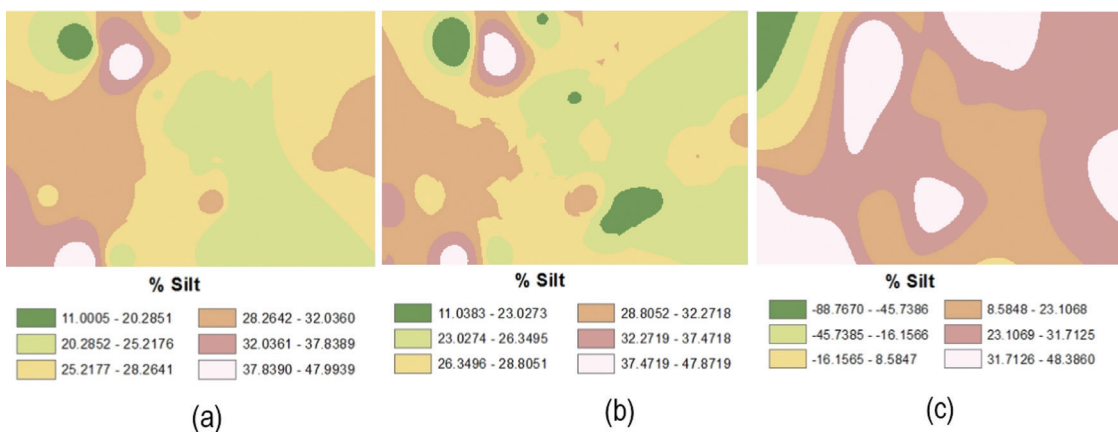 % Silt
11.0005 - 20.2851
28.2642 - 32.0360
20.2852 - 25.2176
32.0361 - 37.8389
25.2177 - 28.2641
37.8390 - 47.9939
(a)
% Silt
11.0383 - 23.0273
28.8052 - 32.2718
23.0274 - 26.3495
32.2719 - 37.4718
26.3496 - 28.8051
37.4719 - 47.8719
(b)
% Silt
-88.7670 - -45.7386
8.5848 - 23.1068
-45.7385 - -16.1566
23.1069 - 31.7125
-16.1565 - 8.5847
31.7126 - 48.3860
(c)